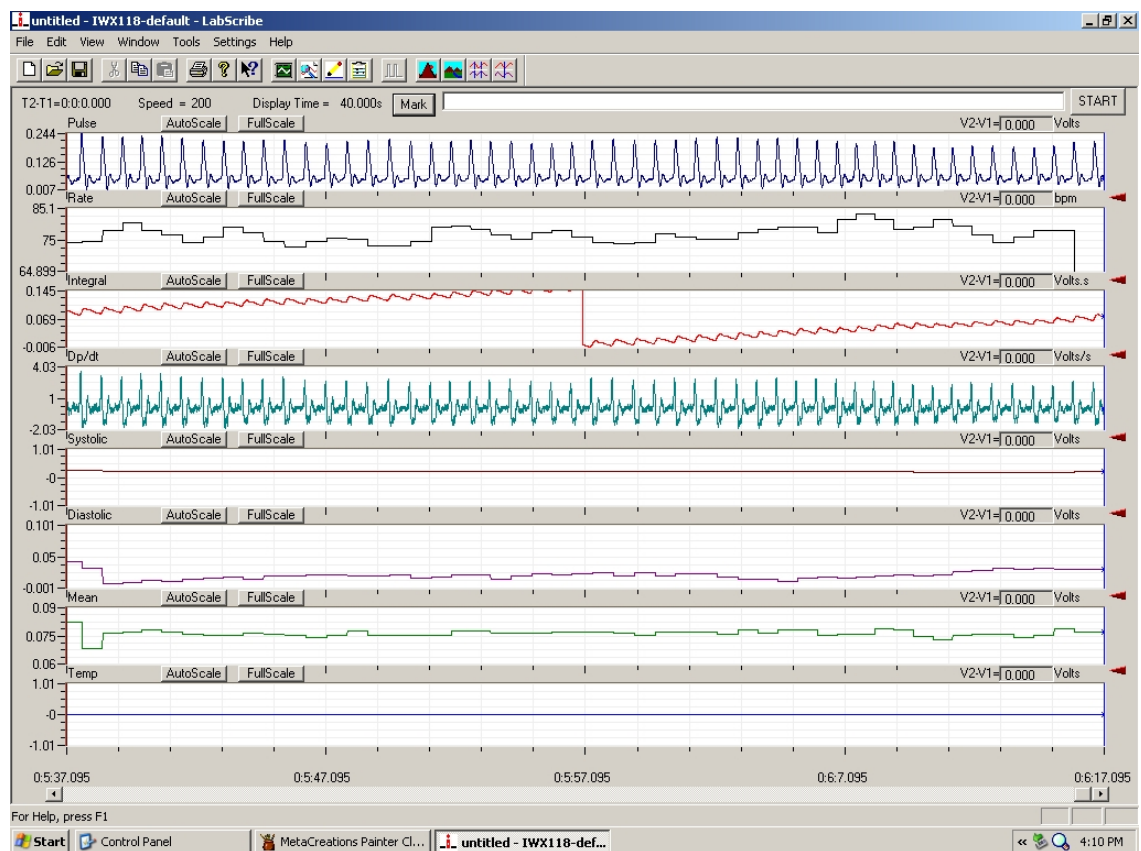 untitled - IWX118-default - LabScribe
File Edit View Window Tools Settings Help
T2-T1=0:0:0.000 Speed = 200 Display Time = 40.000s Mark START
Pulse AutoScale FullScale V2-V1= 0.000 Volts
0.244
0.126
0.007
Rate AutoScale FullScale V2-V1= 0.000 bpm
85.1
75
64.899
Integral AutoScale FullScale V2-V1= 0.000 Volts.s
0.145
0.069
-0.006
Dp/dt AutoScale FullScale V2-V1= 0.000 Volts/s
4.03
1
-2.03
Systolic AutoScale FullScale V2-V1= 0.000 Volts
1.01
-0
-1.01
Diastolic AutoScale FullScale V2-V1= 0.000 Volts
0.101
0.05
-0.001
Mean AutoScale FullScale V2-V1= 0.000 Volts
0.09
0.075
0.06
Temp AutoScale FullScale V2-V1= 0.000 Volts
1.01
-0
-1.01
0:5:37.095 0:5:47.095 0:5:57.095 0:6:7.095 0:6:17.095
For Help, press F1
Start Control Panel MetaCreations Painter Cl... untitled - IWX118-def... « 4:10 PM